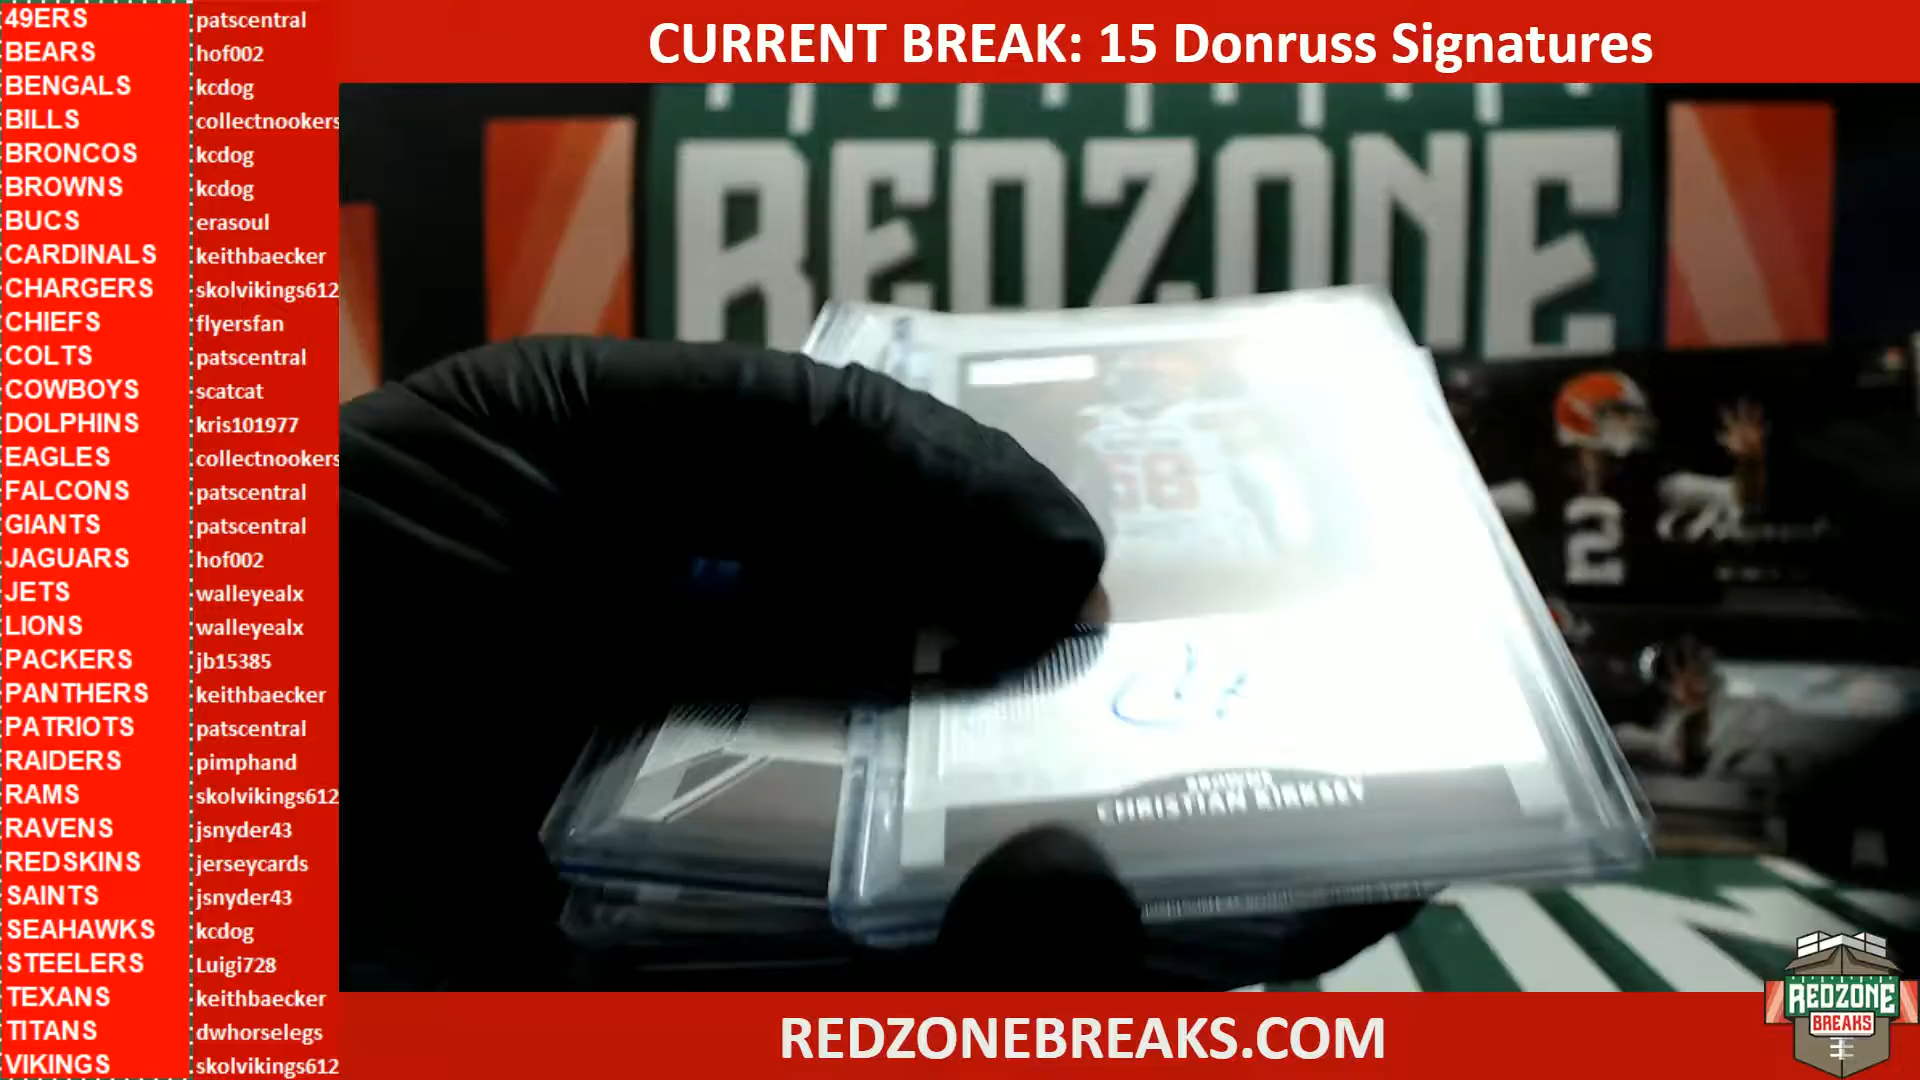 CURRENT BREAK: 15 Donruss Signatures
49ERS patscentral
BEARS hof002
BENGALS kcdog
BILLS collectnookers
BRONCOS kcdog
BROWNS kcdog
BUCS erasoul
CARDINALS keithbaecker
CHARGERS skolvikings612
CHIEFS flyersfan
COLTS patscentral
COWBOYS scatcat
DOLPHINS kris101977
EAGLES collectnookers
FALCONS patscentral
GIANTS patscentral
JAGUARS hof002
JETS walleyealx
LIONS walleyealx
PACKERS jb15385
PANTHERS keithbaecker
PATRIOTS patscentral
RAIDERS pimphand
RAMS skolvikings612
RAVENS jsnyder43
REDSKINS jerseycards
SAINTS jsnyder43
SEAHAWKS kcdog
STEELERS Luigi728
TEXANS keithbaecker
TITANS dwhorselegs
VIKINGS skolvikings612
REDZONE
58
2
BROWNS
CHRISTIAN KIRKSEY
REDZONEBREAKS.COM
REDZONE
BREAKS